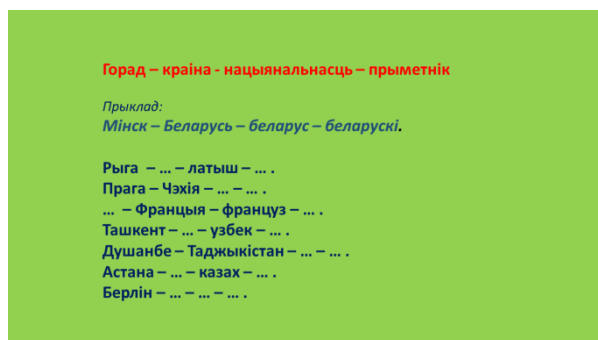 Горад – краіна - нацыянальнасць – прыметнік
Прыклад:
Мінск – Беларусь – беларус – беларускі.
Рыга – … – латыш – … .
Прага – Чэхія – … – … .
… – Францыя – француз – … .
Ташкент – … – узбек – … .
Душанбе – Таджыкістан – … – … .
Астана – … – казах – … .
Берлін – … – … – … .